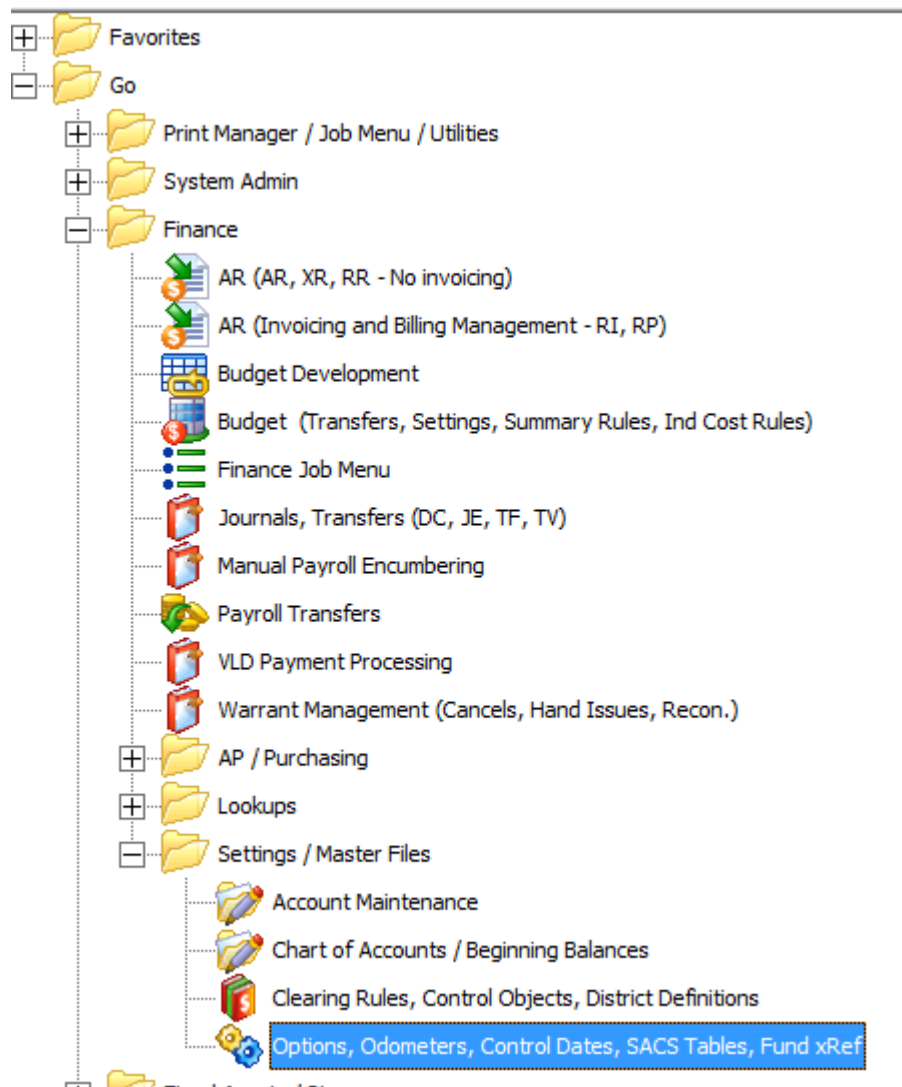 Favorites
Go
Print Manager / Job Menu / Utilities
System Admin
Finance
AR (AR, XR, RR - No invoicing)
AR (Invoicing and Billing Management - RI, RP)
Budget Development
Budget  (Transfers, Settings, Summary Rules, Ind Cost Rules)
Finance Job Menu
Journals, Transfers (DC, JE, TF, TV)
Manual Payroll Encumbering
Payroll Transfers
VLD Payment Processing
Warrant Management (Cancels, Hand Issues, Recon.)
AP / Purchasing
Lookups
Settings / Master Files
Account Maintenance
Chart of Accounts / Beginning Balances
Clearing Rules, Control Objects, District Definitions
Options, Odometers, Control Dates, SACS Tables, Fund xRef